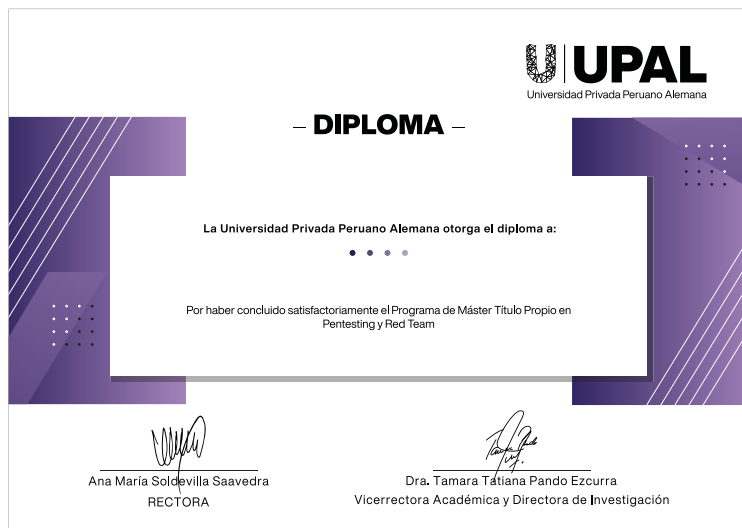 UPAL
Universidad Privada Peruano Alemana
– DIPLOMA –
La Universidad Privada Peruano Alemana otorga el diploma a:
Por haber concluido satisfactoriamente el Programa de Máster Título Propio en
Pentesting y Red Team
Ana María Soldevilla Saavedra
RECTORA
Dra. Tamara Tatiana Pando Ezcurra
Vicerrectora Académica y Directora de Investigación